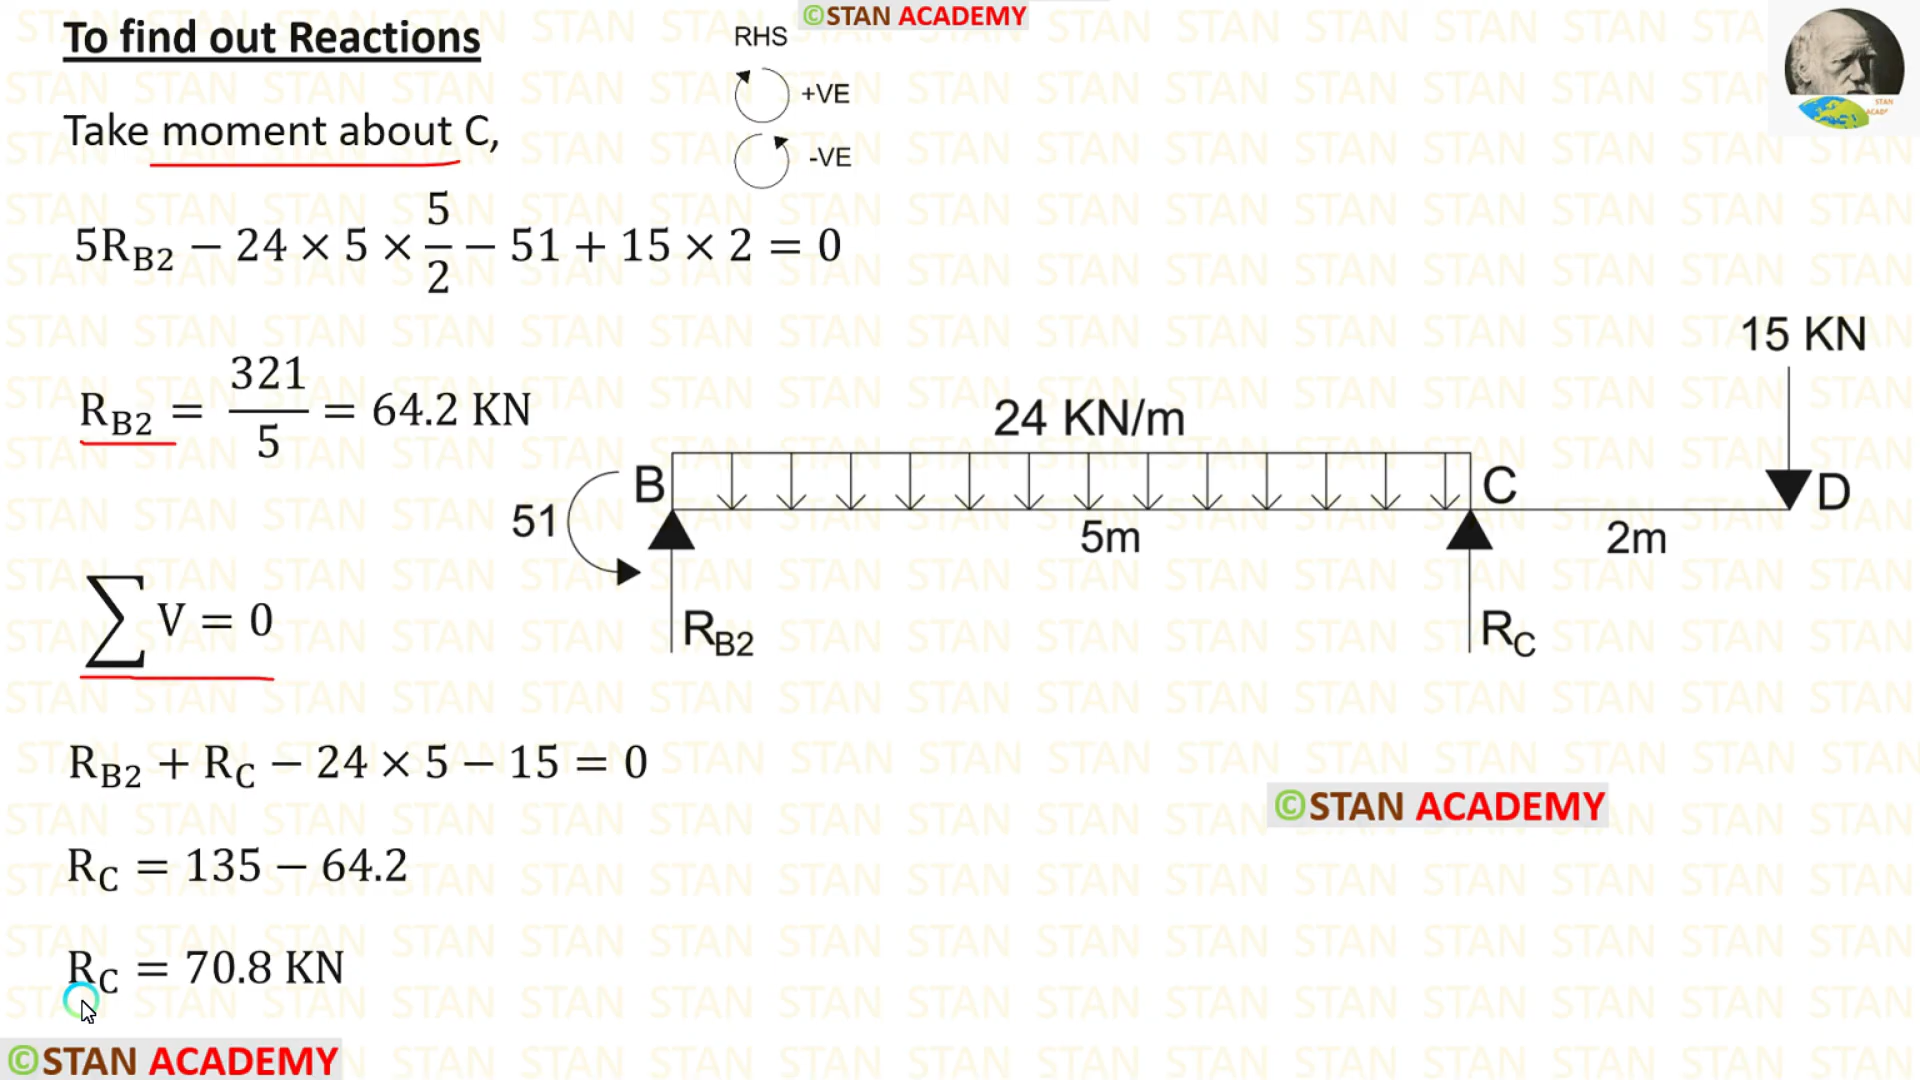 ©STAN ACADEMY
To find out Reactions
RHS
+VE
-VE
Take moment about C,
5R_B2 − 24 × 5 × 5/2 − 51 + 15 × 2 = 0
R_B2 = 321/5 = 64.2 KN
15 KN
24 KN/m
B
C
D
51
5m
2m
R_B2
R_C
∑ V = 0
R_B2 + R_C − 24 × 5 − 15 = 0
©STAN ACADEMY
R_C = 135 − 64.2
R_C = 70.8 KN
©STAN ACADEMY